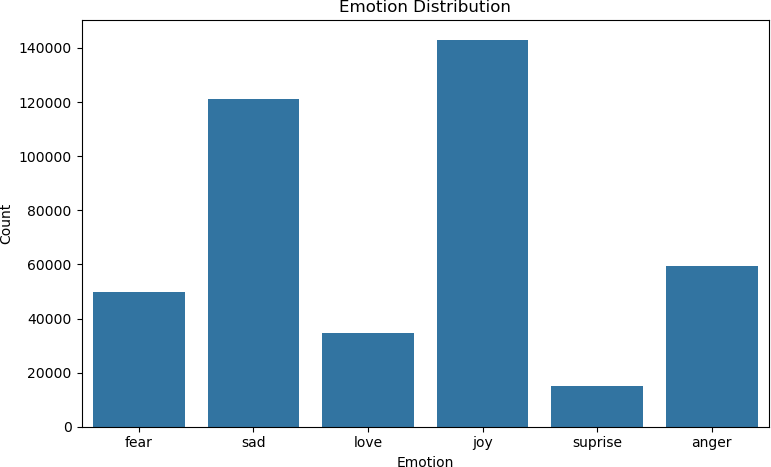 Emotion Distribution
140000
120000
100000
80000
60000
40000
20000
0
Count
fear sad love joy suprise anger
Emotion